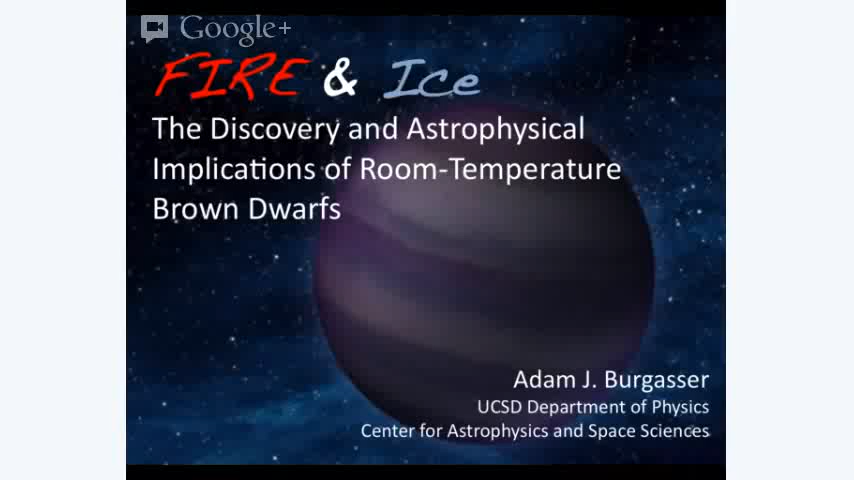 Google+
FIRE & Ice
The Discovery and Astrophysical
Implications of Room-Temperature
Brown Dwarfs
Adam J. Burgasser
UCSD Department of Physics
Center for Astrophysics and Space Sciences